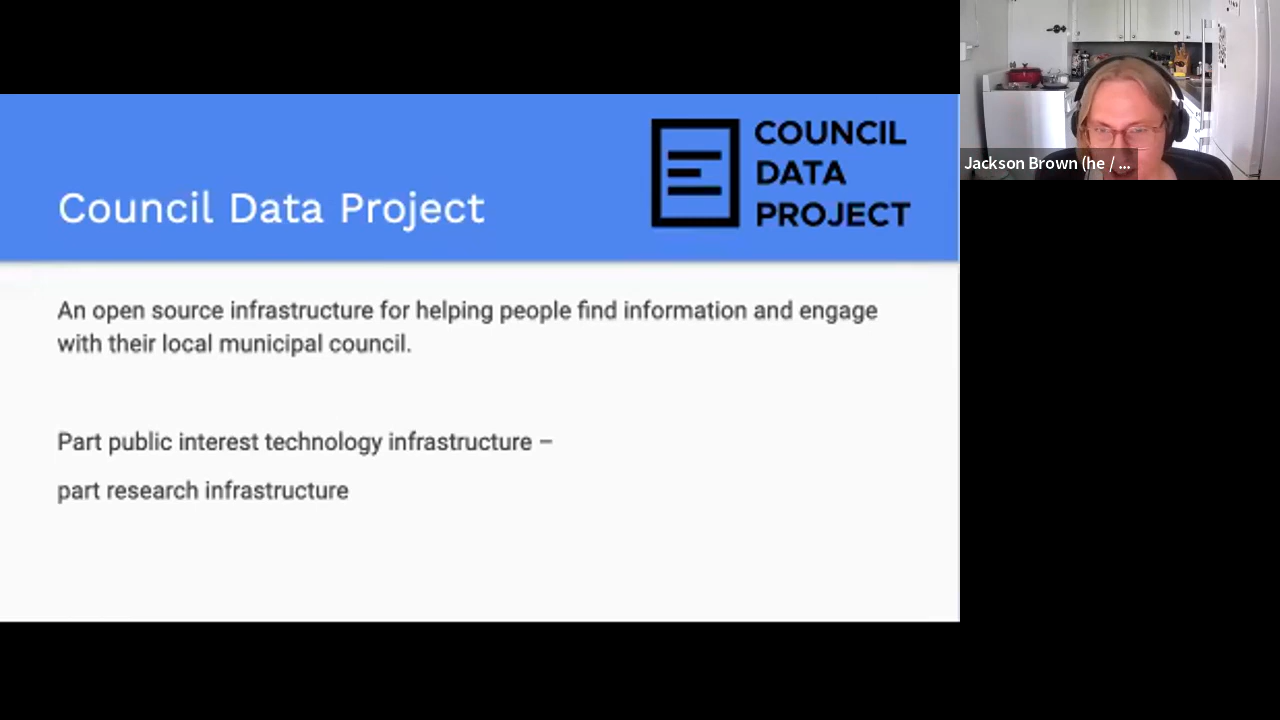 Council Data Project
COUNCIL
DATA
PROJECT
An open source infrastructure for helping people find information and engage
with their local municipal council.
Part public interest technology infrastructure –
part research infrastructure
Jackson Brown (he / ...